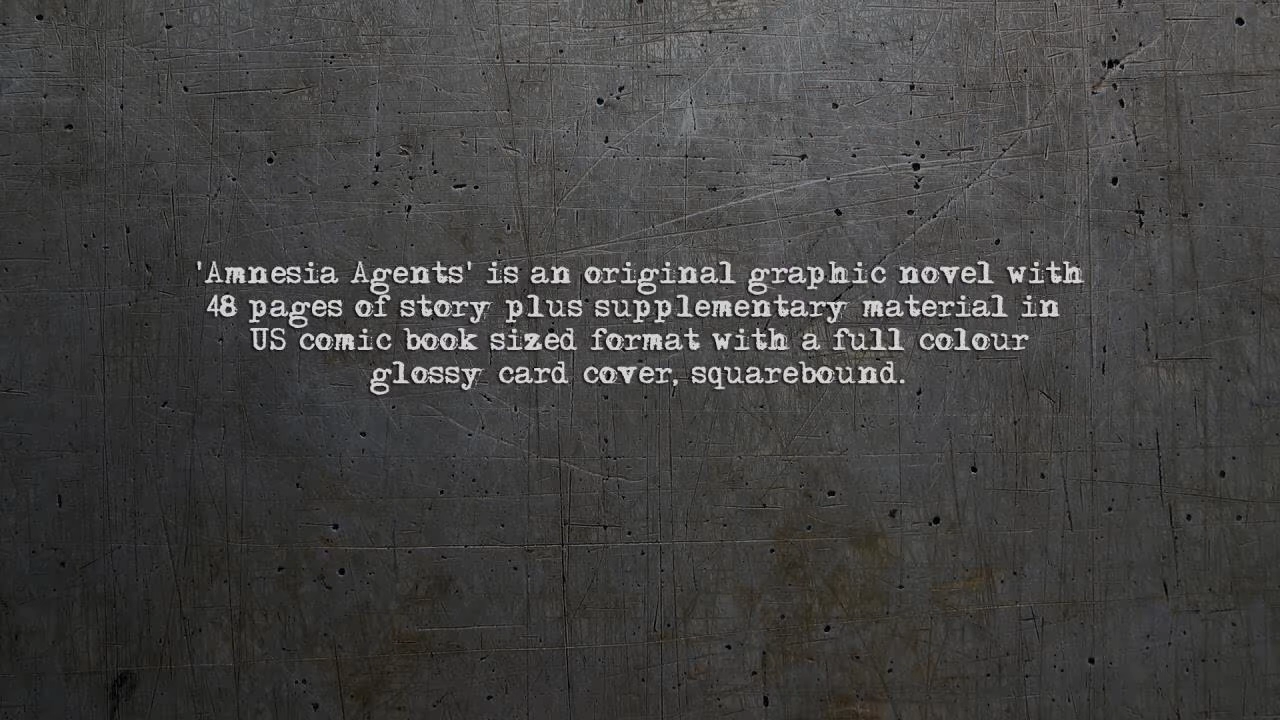 'Amnesia Agents' is an original graphic novel with
48 pages of story plus supplementary material in
US comic book sized format with a full colour
glossy card cover, squarebound.